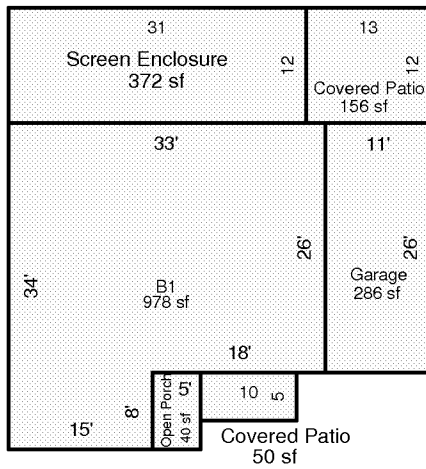 31
Screen Enclosure
372 sf
12
13
12
Covered Patio
156 sf
33'
11'
34'
26'
26'
B1
978 sf
Garage
286 sf
18'
15'
8'
5'
Open Porch
40 sf
10
5
Covered Patio
50 sf